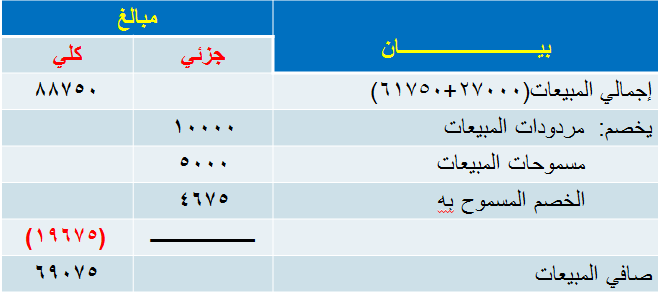 بيـــــــــــــــان مبالغ
جزئي كلي
إجمالي المبيعات(٢٧٠٠٠+٦١٧٥٠) ٨٨٧٥٠
يخصم: مردودات المبيعات ١٠٠٠٠
مسموحات المبيعات ٥٠٠٠
الخصم المسموح به ٤٦٧٥
(١٩٦٧٥)
صافي المبيعات ٦٩٠٧٥